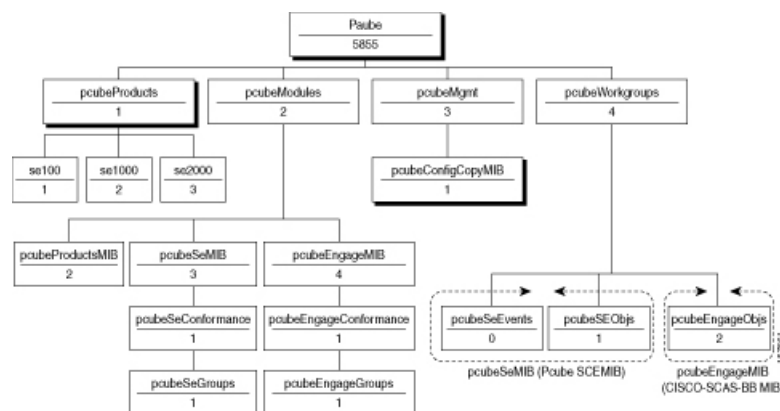 Paube
5855
pcubeProducts
1
pcubeModules
2
pcubeMgmt
3
pcubeWorkgroups
4
se100
1
se1000
2
se2000
3
pcubeConfigCopyMIB
1
pcubeProductsMIB
2
pcubeSeMIB
3
pcubeEngageMIB
4
pcubeSeConformance
1
pcubeEngageConformance
1
pcubeSeGroups
1
pcubeEngageGroups
1
pcubeSeEvents
0
pcubeSEObjs
1
pcubeEngageObjs
2
pcubeSeMIB (Pcube SCEMIB)
pcubeEngageMIB
(CISCO-SCAS-BB MIB